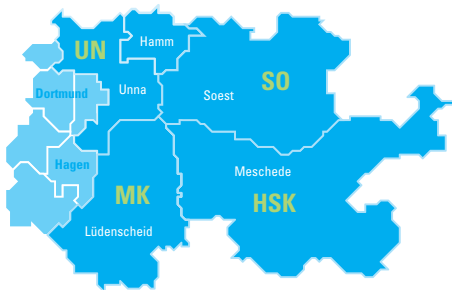 Hamm
UN
SO
Dortmund
Unna
Soest
Hagen
Meschede
MK
HSK
Lüdenscheid